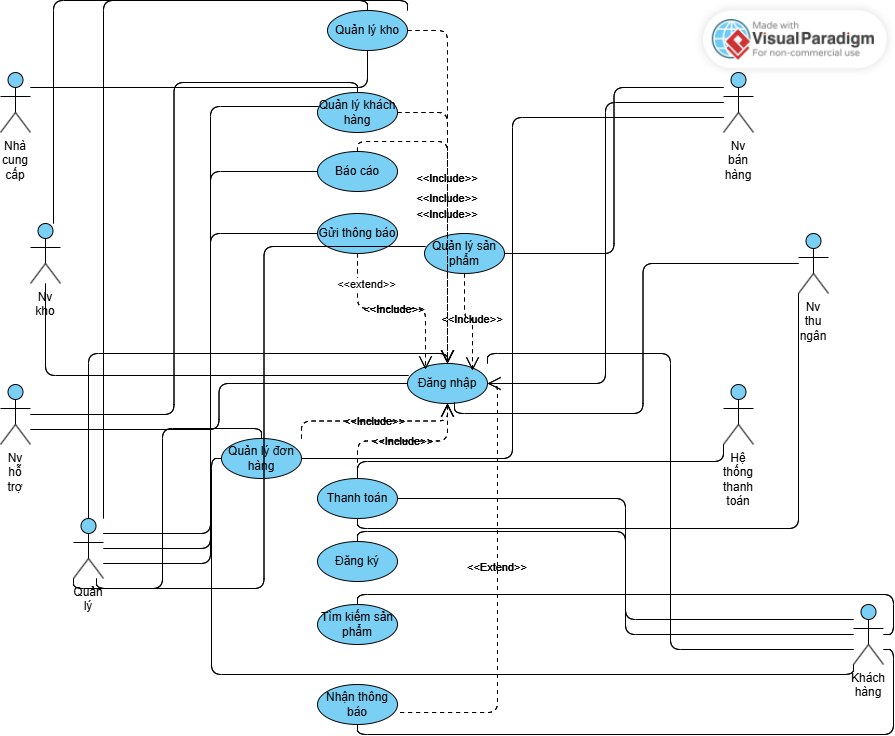 Made with
Visual Paradigm
For non-commercial use
Quản lý kho
Quản lý khách
hàng
Nhà
cung
cấp
Nv
bán
hàng
Báo cáo
<<Include>>
<<Include>>
<<Include>>
Gửi thông báo
Quản lý sản
phẩm
<<extend>>
Nv
kho
<<Include>>
<<Include>>
Nv
thu
ngân
Đăng nhập
<<Include>>
<<Include>>
Quản lý đơn
hàng
Nv
hỗ
trợ
Hệ
thống
thanh
toán
Thanh toán
Đăng ký
<<Extend>>
Quản
lý
Tìm kiếm sản
phẩm
Khách
hàng
Nhận thông
báo